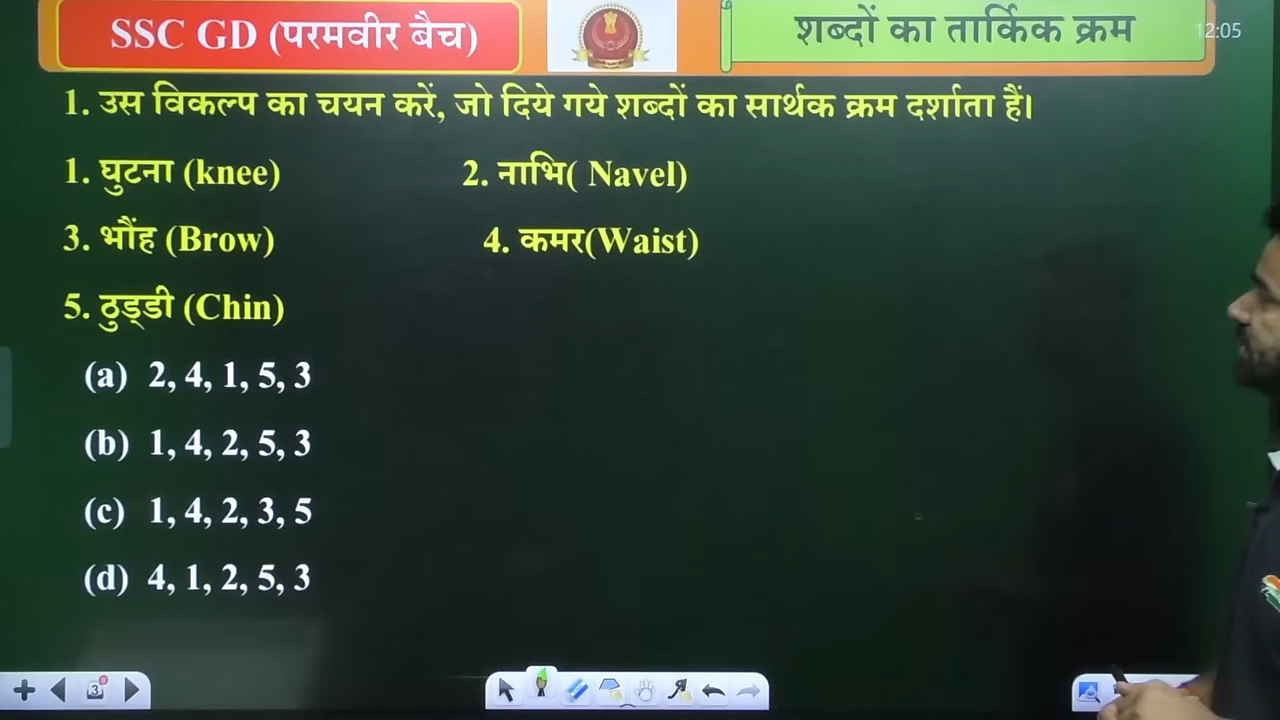 SSC GD (परमवीर बैच)
शब्दों का तार्किक क्रम
12:05
1. उस विकल्प का चयन करें, जो दिये गये शब्दों का सार्थक क्रम दर्शाता हैं।
1. घुटना (knee) 2. नाभि( Navel)
3. भौंह (Brow) 4. कमर(Waist)
5. ठुड्डी (Chin)
(a) 2, 4, 1, 5, 3
(b) 1, 4, 2, 5, 3
(c) 1, 4, 2, 3, 5
(d) 4, 1, 2, 5, 3
3